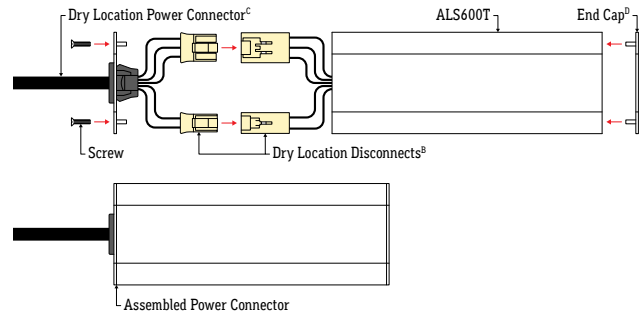 Dry Location Power Connectorᶜ
ALS600T
End Capᴰ
Screw
Dry Location Disconnectsᴮ
Assembled Power Connector